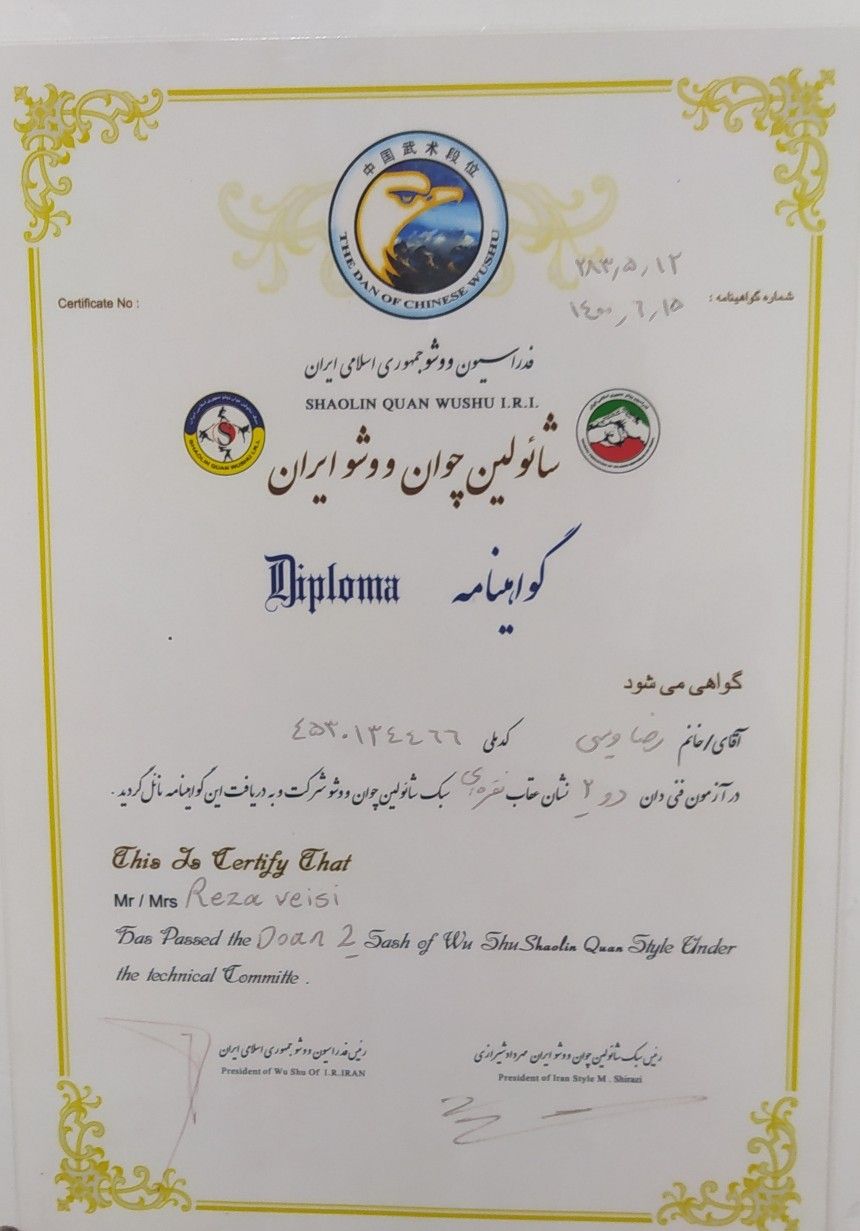 中国武术段位
THE DAN OF CHINESE WUSHU
۲۸۳٫۵٫۱۲
Certificate No :
شماره گواهینامه :
۱۴۰۰٫۶٫۱۵
فدراسیون ووشو جمهوری اسلامی ایران
SHAOLIN QUAN WUSHU I.R.I.
SHAOLIN QUAN WUSHU I.R.I.
شائولین چوان ووشو ایران
Diploma گواهینامه
گواهی می شود
آقای/خانم رضا ویسی کدملی ۴۵۳۰۱۳۴۴۶۶
در آزمون فنی دان دو ۲ نشان عقاب نقره‌ای سبک شائولین چوان ووشو شرکت و به دریافت این گواهینامه نائل گردید .
This Is Certify That
Mr / Mrs Reza veisi
Has Passed the Doan 2 Sash of Wu Shu Shaolin Quan Style Under
the technical Committe .
رئیس فدراسیون ووشو جمهوری اسلامی ایران
President of Wu Shu Of I.R.IRAN
رئیس سبک شائولین چوان ووشو ایران مهرداد شیرازی
President of Iran Style M . Shirazi